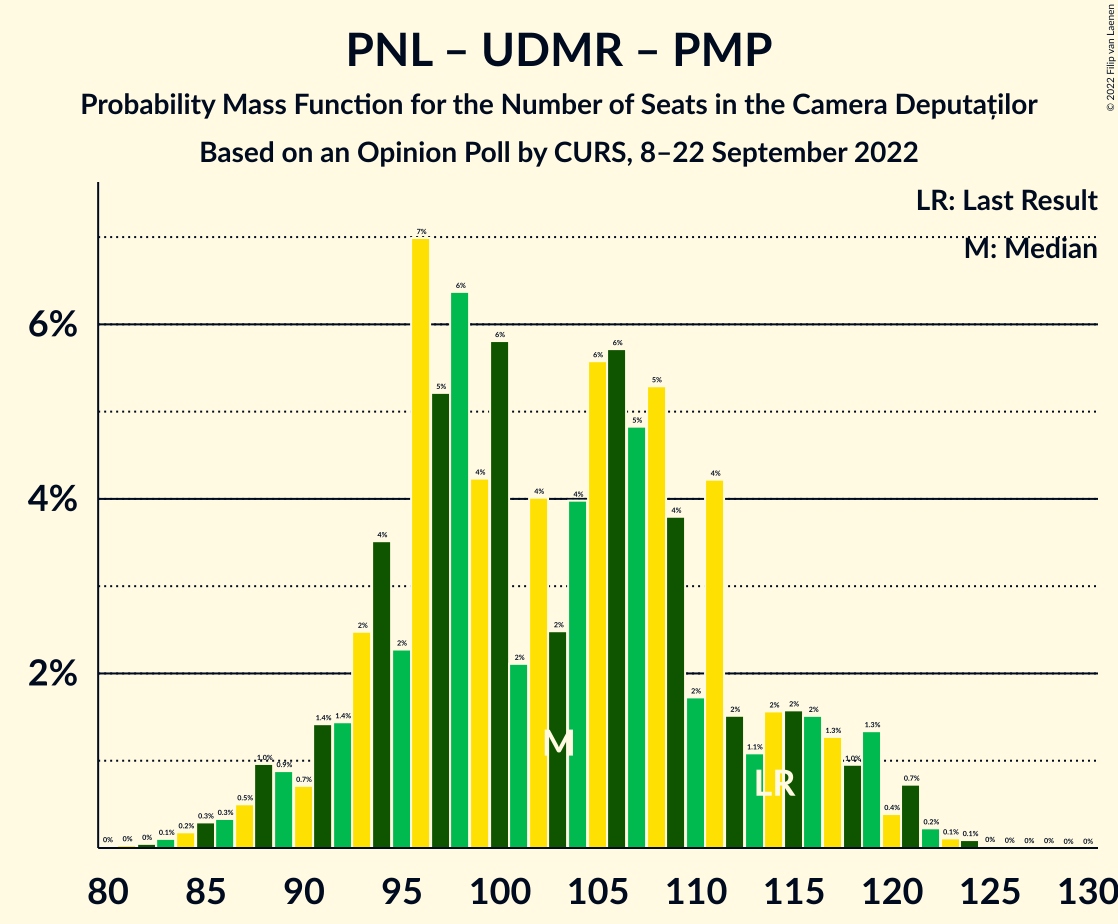 © 2022 Filip van Laenen
PNL – UDMR – PMP
Probability Mass Function for the Number of Seats in the Camera Deputaților
Based on an Opinion Poll by CURS, 8–22 September 2022
LR: Last Result
M: Median
6%
4%
2%
0% 0% 0% 0.1% 0.2% 0.3% 0.3% 0.5% 1.0% 0.9% 0.7% 1.4% 1.4% 2% 4% 2% 7% 5% 6% 4% 6% 2% 4% 2% 4% 6% 6% 5% 5% 4% 2% 4% 2% 1.1% 2% 2% 2% 1.3% 1.0% 1.3% 0.4% 0.7% 0.2% 0.1% 0.1% 0% 0% 0% 0% 0% 0%
M
LR
80 85 90 95 100 105 110 115 120 125 130